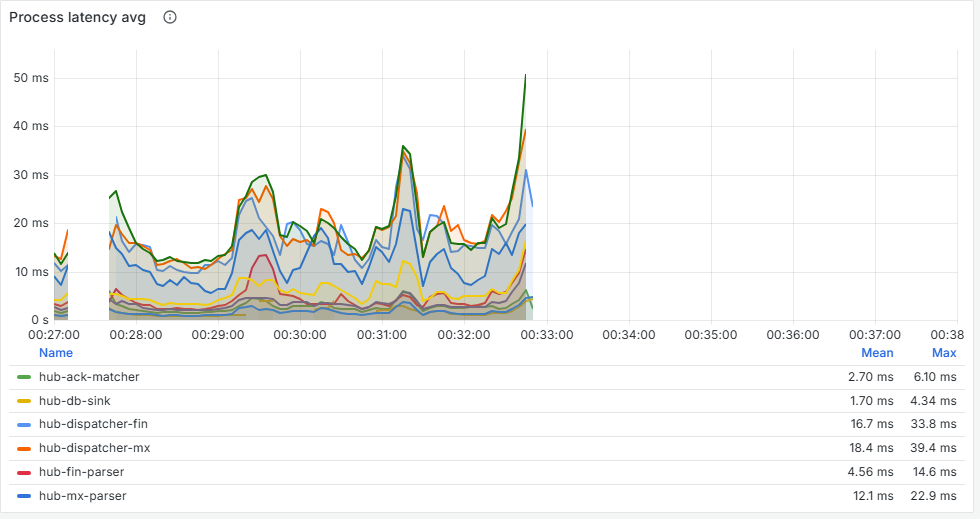 Process latency avg
50 ms
40 ms
30 ms
20 ms
10 ms
0 s
00:27:00 00:28:00 00:29:00 00:30:00 00:31:00 00:32:00 00:33:00 00:34:00 00:35:00 00:36:00 00:37:00 00:38
Name Mean Max
hub-ack-matcher 2.70 ms 6.10 ms
hub-db-sink 1.70 ms 4.34 ms
hub-dispatcher-fin 16.7 ms 33.8 ms
hub-dispatcher-mx 18.4 ms 39.4 ms
hub-fin-parser 4.56 ms 14.6 ms
hub-mx-parser 12.1 ms 22.9 ms